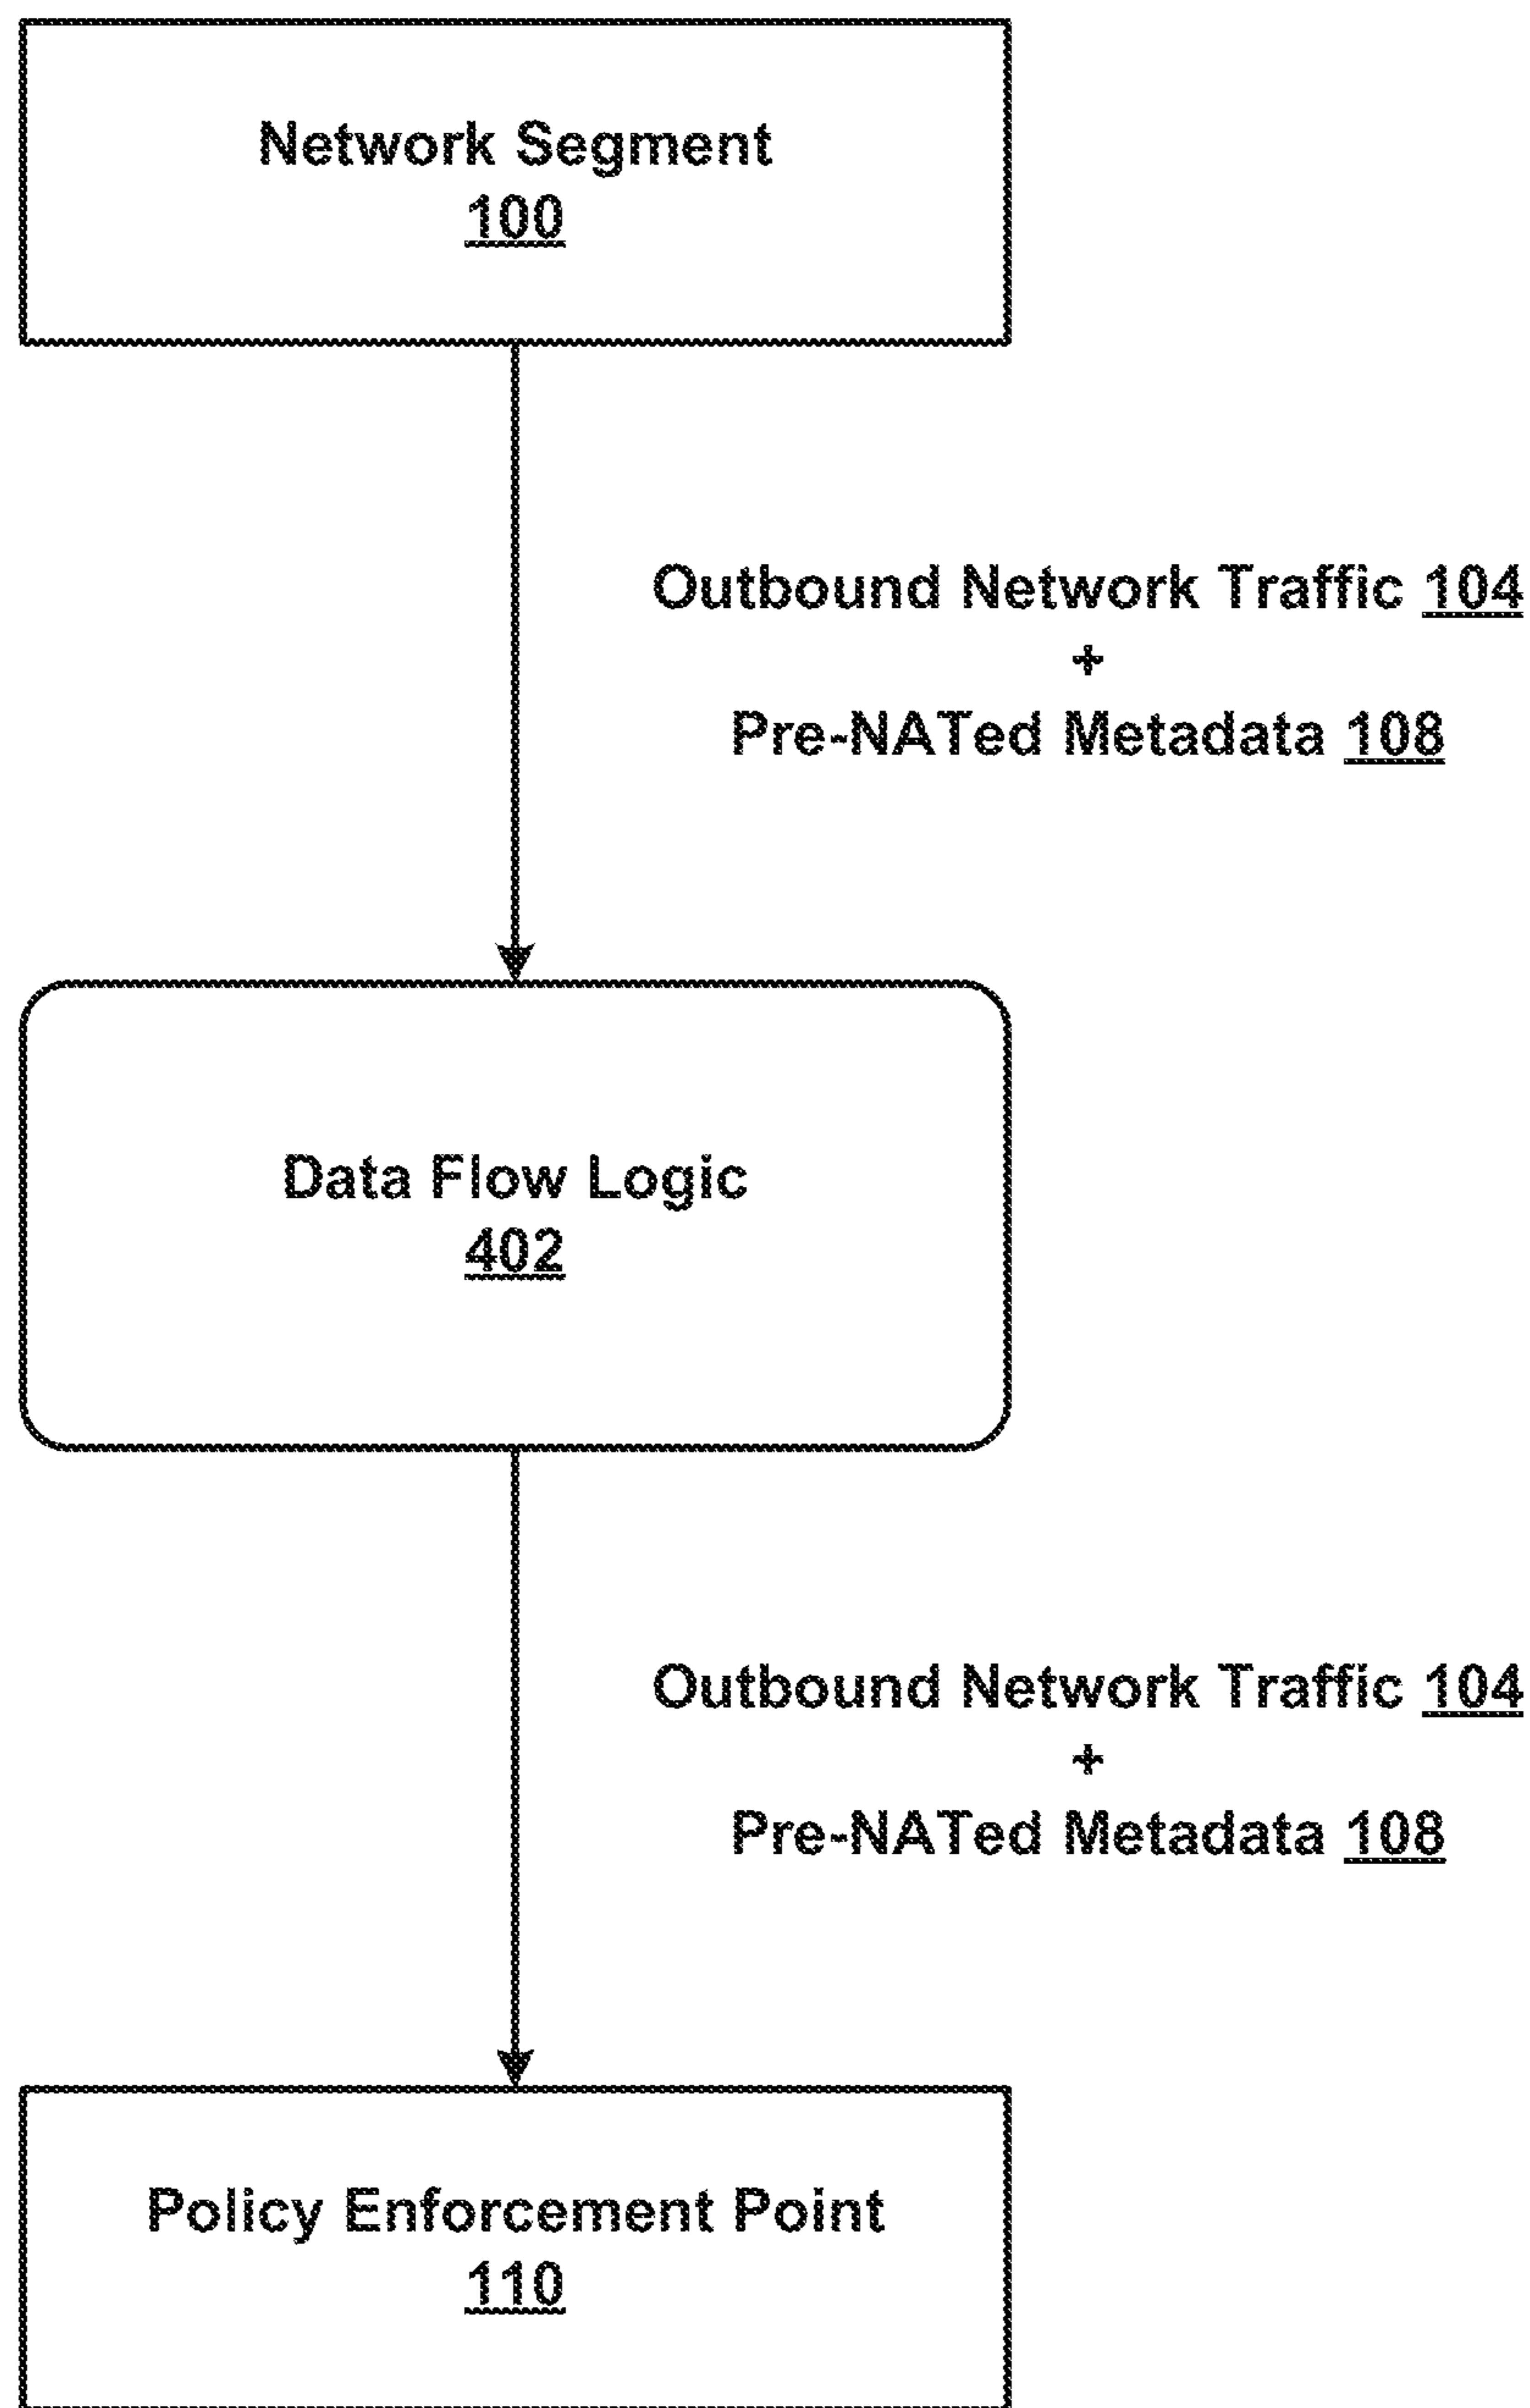 Network Segment
100
Outbound Network Traffic 104
+
Pre-NATed Metadata 108
Data Flow Logic
402
Outbound Network Traffic 104
+
Pre-NATed Metadata 108
Policy Enforcement Point
110